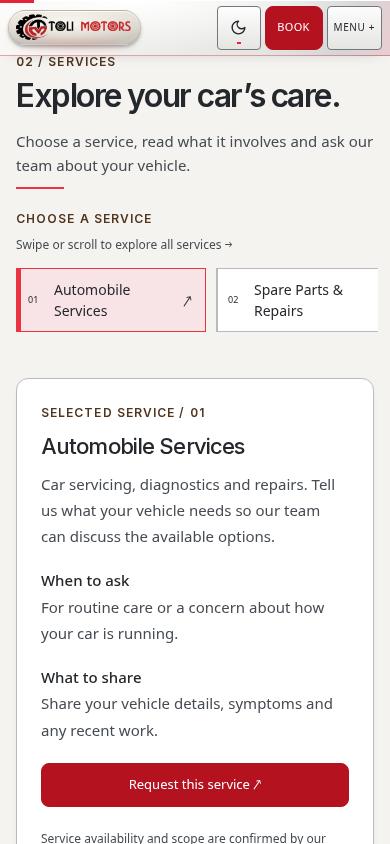 TOLI MOTORS
BOOK
MENU +
02 / SERVICES
Explore your car’s care.
Choose a service, read what it involves and ask our
team about your vehicle.
CHOOSE A SERVICE
Swipe or scroll to explore all services →
01
Automobile
Services
↗
02
Spare Parts &
Repairs
SELECTED SERVICE / 01
Automobile Services
Car servicing, diagnostics and repairs. Tell
us what your vehicle needs so our team
can discuss the available options.
When to ask
For routine care or a concern about how
your car is running.
What to share
Share your vehicle details, symptoms and
any recent work.
Request this service ↗
Service availability and scope are confirmed by our